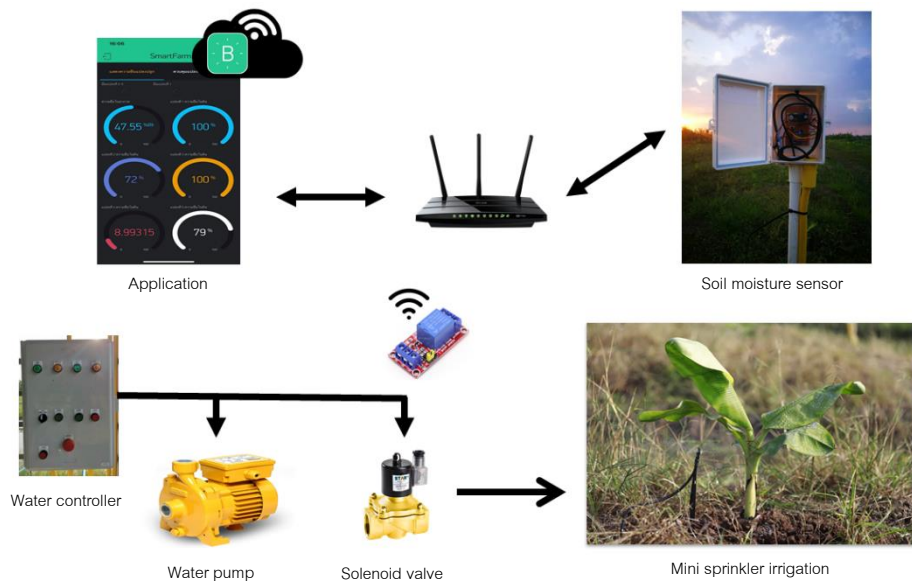 SmartFarm
B
47.55 %RH
100 %
72 %
100 %
8.99315
79 %
Application
Soil moisture sensor
Water controller
Water pump
Solenoid valve
Mini sprinkler irrigation